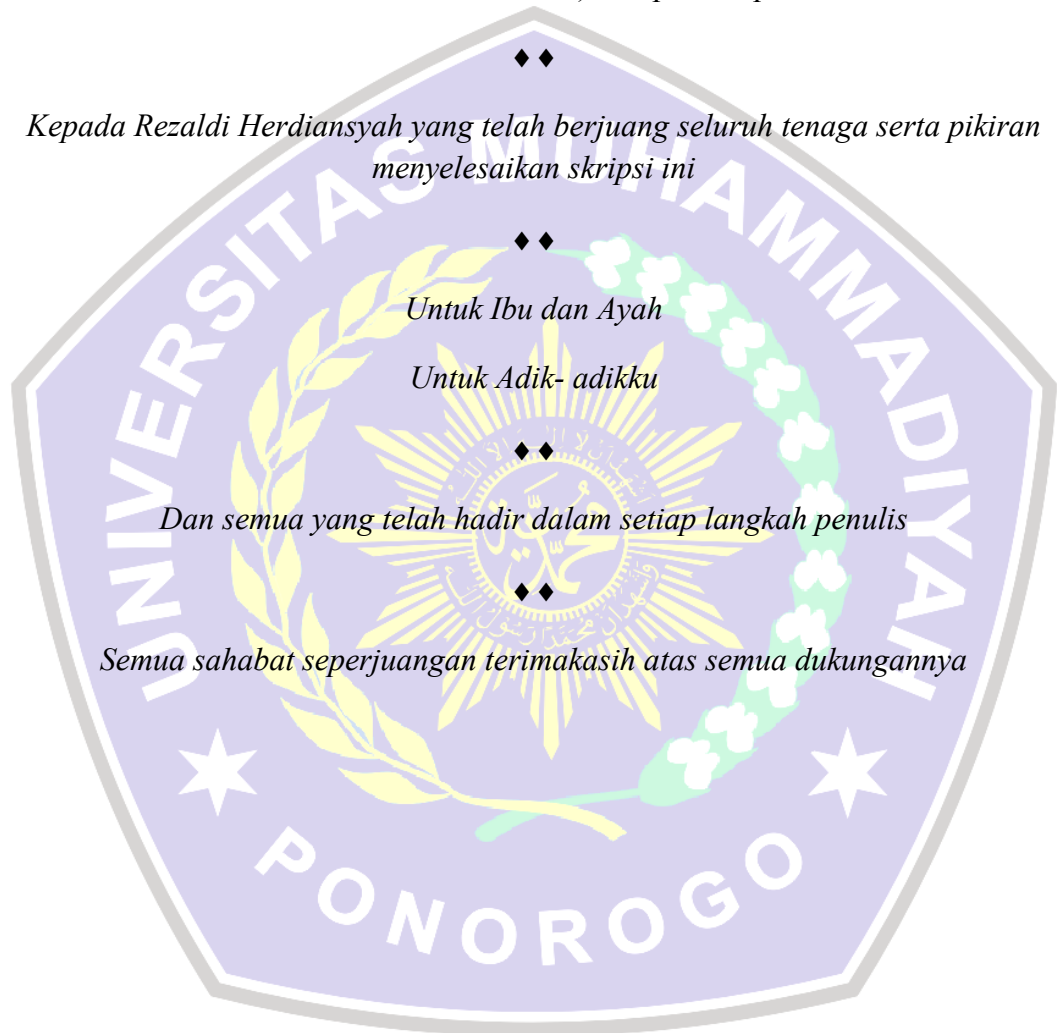 ♦ ♦
Kepada Rezaldi Herdiansyah yang telah berjuang seluruh tenaga serta pikiran
menyelesaikan skripsi ini
♦ ♦
Untuk Ibu dan Ayah
Untuk Adik- adikku
♦ ♦
Dan semua yang telah hadir dalam setiap langkah penulis
♦ ♦
Semua sahabat seperjuangan terimakasih atas semua dukungannya
UNIVERSITAS MUHAMMADIYAH
PONOROGO
محمد